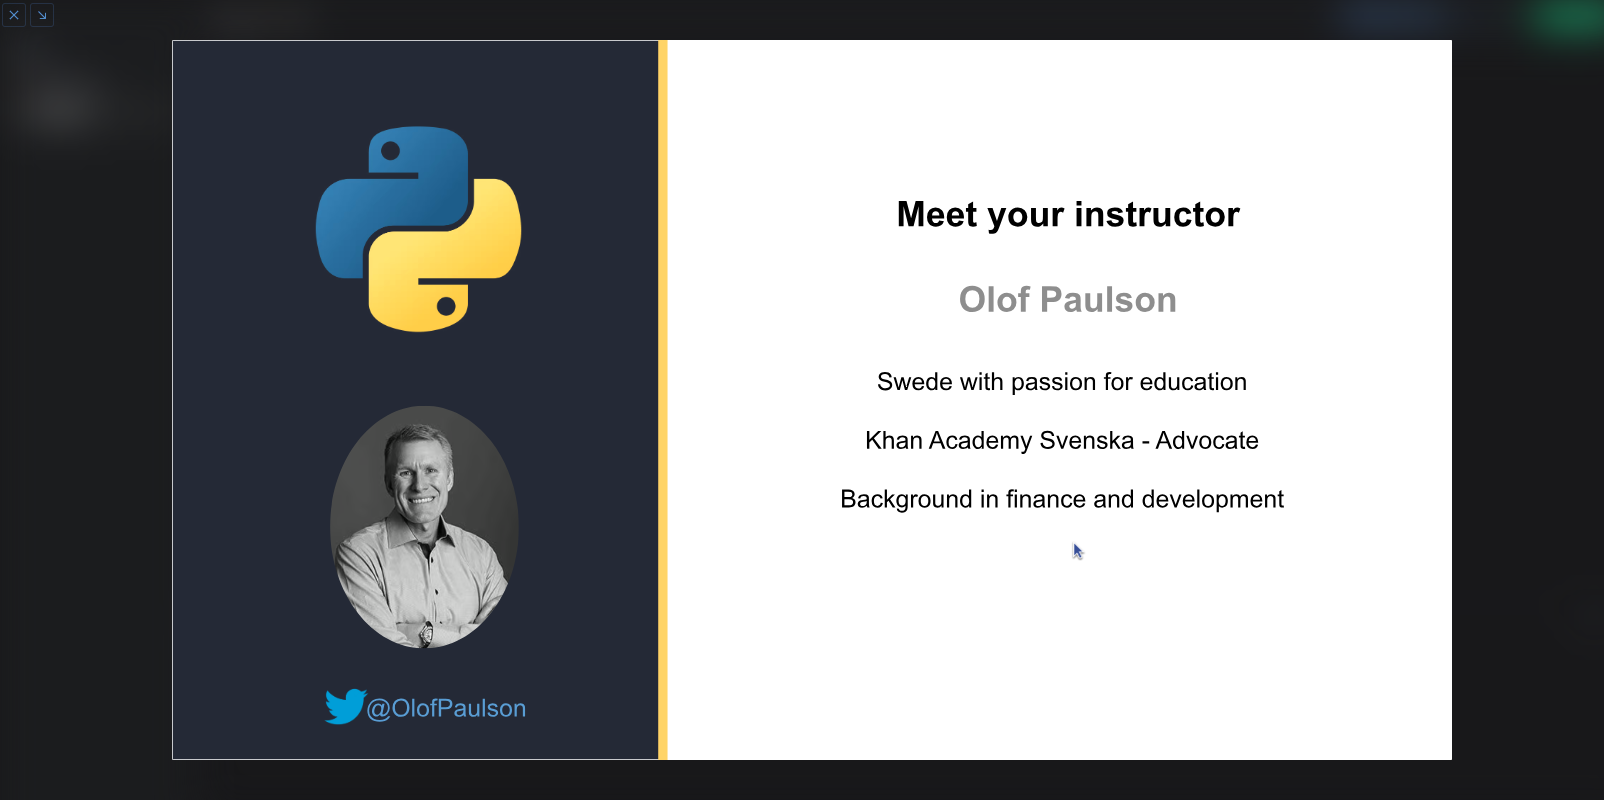 Meet your instructor
Olof Paulson
Swede with passion for education
Khan Academy Svenska - Advocate
Background in finance and development
@OlofPaulson